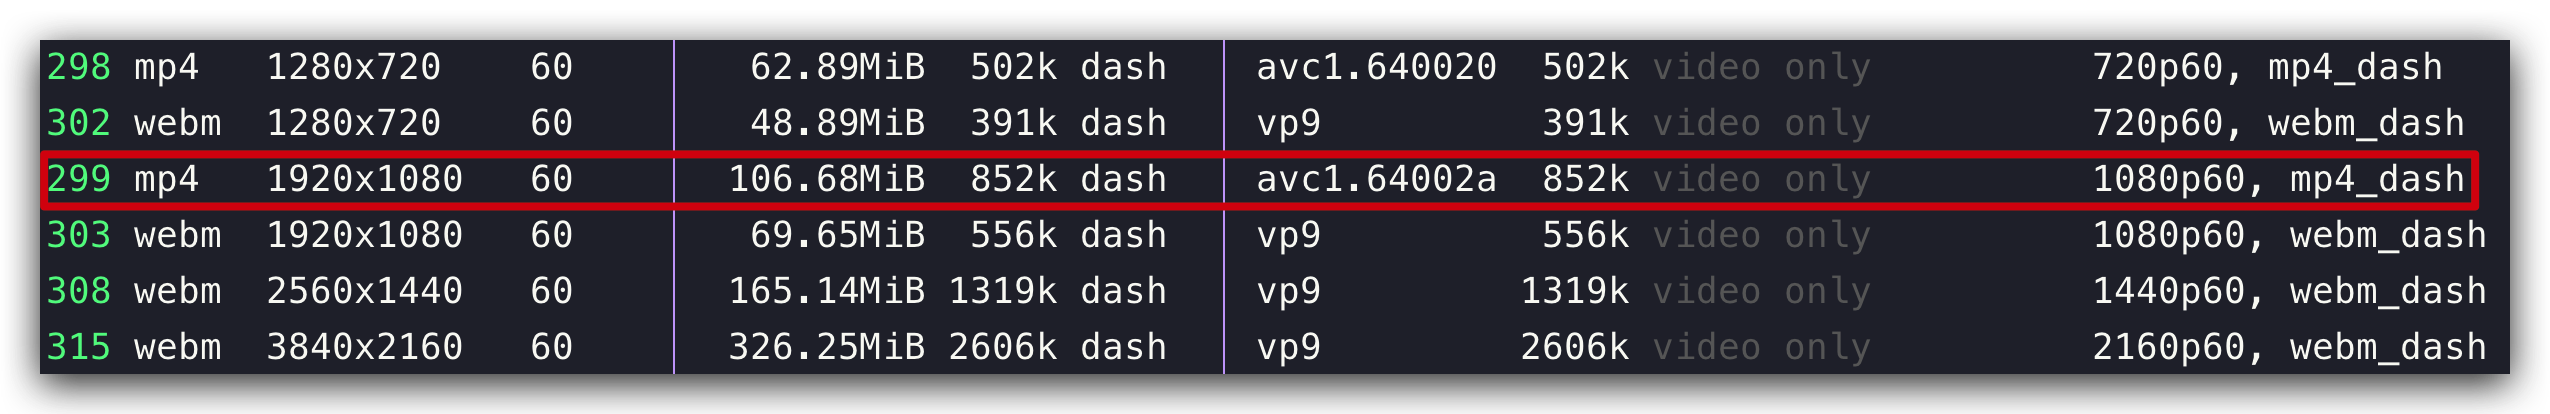 298 mp4 1280x720 60 62.89MiB 502k dash avc1.640020 502k video only 720p60, mp4_dash
302 webm 1280x720 60 48.89MiB 391k dash vp9 391k video only 720p60, webm_dash
299 mp4 1920x1080 60 106.68MiB 852k dash avc1.64002a 852k video only 1080p60, mp4_dash
303 webm 1920x1080 60 69.65MiB 556k dash vp9 556k video only 1080p60, webm_dash
308 webm 2560x1440 60 165.14MiB 1319k dash vp9 1319k video only 1440p60, webm_dash
315 webm 3840x2160 60 326.25MiB 2606k dash vp9 2606k video only 2160p60, webm_dash